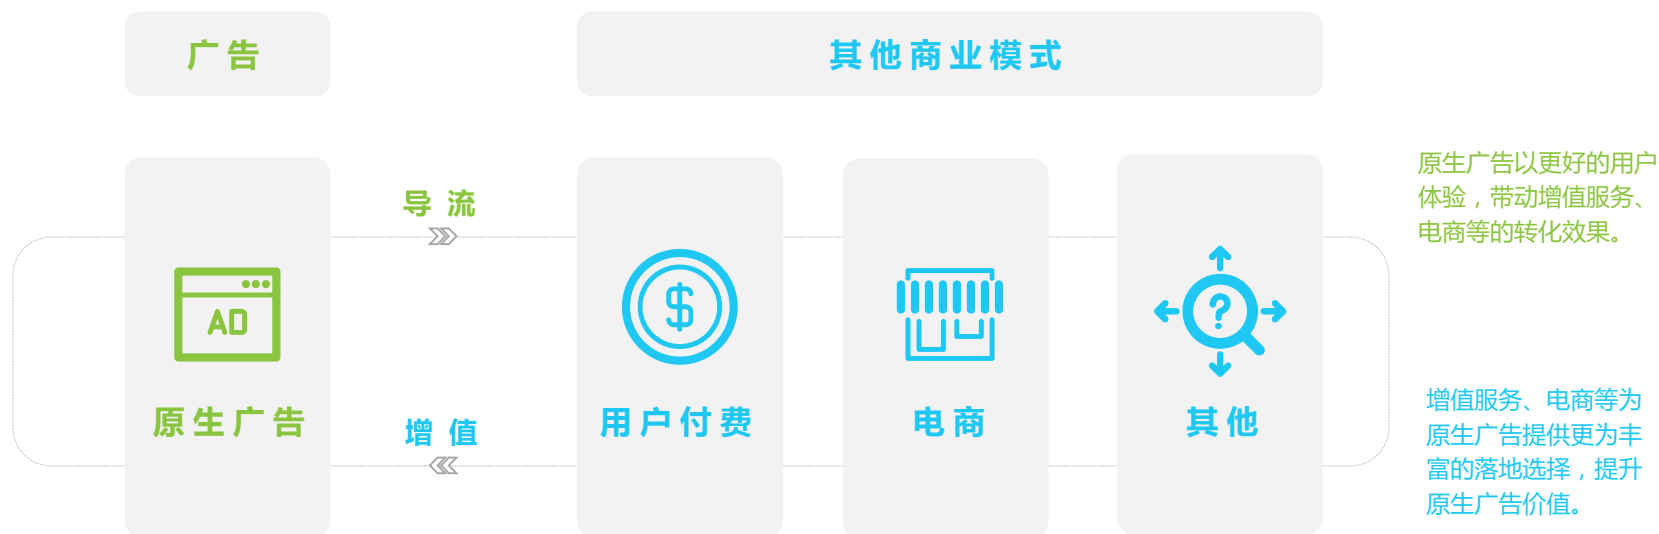 广告
其他商业模式
导流
原生广告以更好的用户
体验，带动增值服务、
电商等的转化效果。
AD
$
?
原生广告
增值
用户付费
电商
其他
增值服务、电商等为
原生广告提供更为丰
富的落地选择，提升
原生广告价值。